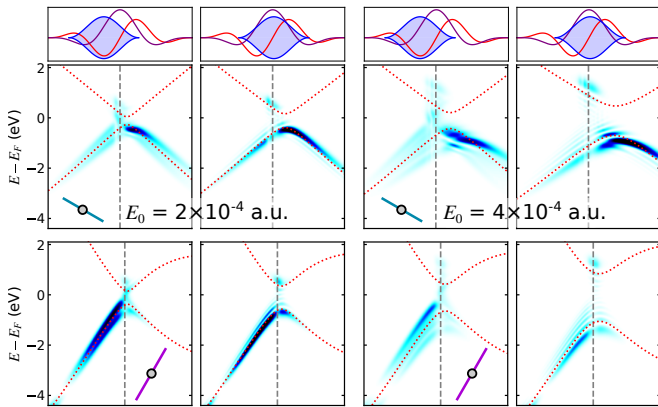 2
0
−2
−4
E−E_F (eV)
E₀ = 2×10⁻⁴ a.u.
E₀ = 4×10⁻⁴ a.u.
2
0
−2
−4
E−E_F (eV)